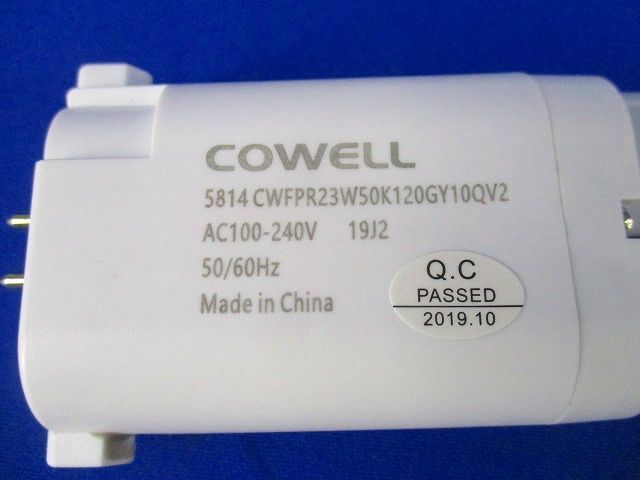 COWELL
5814 CWFPR23W50K120GY10QV2
AC100-240V 19J2
50/60Hz
Made in China
Q.C
PASSED
2019.10